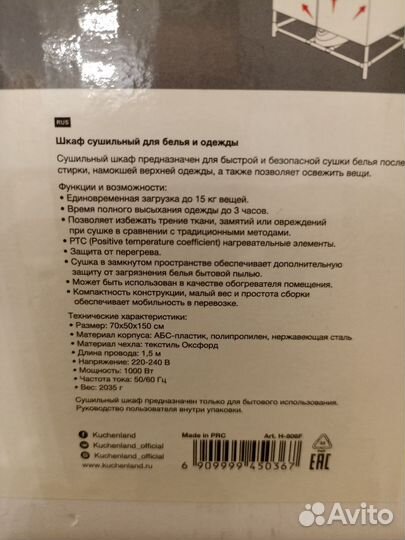 RUS
Шкаф сушильный для белья и одежды
Сушильный шкаф предназначен для быстрой и безопасной сушки белья после
стирки, намокшей верхней одежды, а также позволяет освежить вещи.
Функции и возможности:
• Единовременная загрузка до 15 кг вещей.
• Время полного высыхания одежды до 3 часов.
• Позволяет избежать трение ткани, замятий или овреждений
при сушке в сравнении с традиционными методами.
• PTC (Positive temperature coefficient) нагревательные элементы.
• Защита от перегрева.
• Сушка в замкнутом пространстве обеспечивает дополнительную
защиту от загрязнения белья бытовой пылью.
• Может быть использован в качестве обогревателя помещения.
• Компактность конструкции, малый вес и простота сборки
обеспечивает мобильность в перевозке.
Технические характеристики:
• Размер: 70х50х150 см
• Материал корпуса: АБС-пластик, полипропилен, нержавеющая сталь
• Материал чехла: текстиль Оксфорд
• Длина провода: 1,5 м
• Напряжение: 220-240 В
• Мощность: 1000 Вт
• Частота тока: 50/60 Гц
• Вес: 2035 г
Сушильный шкаф предназначен только для бытового использования.
Руководство пользователя внутри упаковки.
Kuchenland
Kuchenland_official
Kuchenland_official
www.kuchenland.ru
Made in PRC
Art. H-806F
6 909999 450367
EAC
Avito